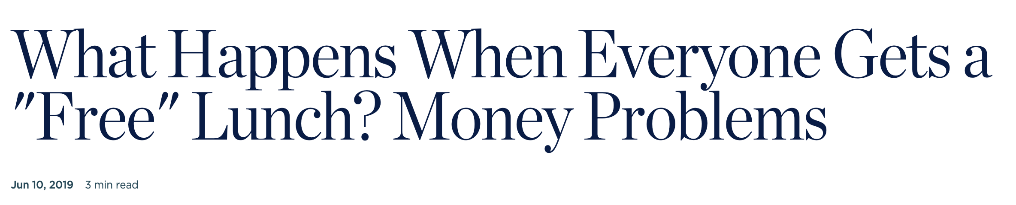 What Happens When Everyone Gets a
"Free" Lunch? Money Problems
Jun 10, 2019 3 min read